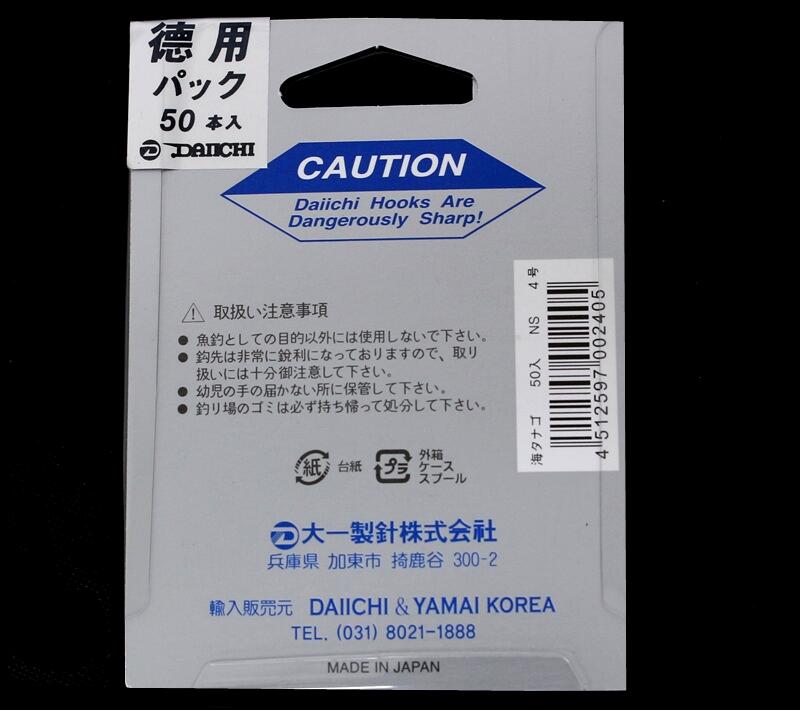 徳用
パック
50 本入
DAIICHI
CAUTION
Daiichi Hooks Are
Dangerously Sharp!
取扱い注意事項
● 魚釣としての目的以外には使用しないで下さい。
● 鈎先は非常に鋭利になっておりますので、取り
扱いには十分御注意して下さい。
● 幼児の手の届かない所に保管して下さい。
● 釣り場のゴミは必ず持ち帰って処分して下さい。
海タナゴ 50入 NS 4号
4 512597 002405
紙 台紙
プラ 外箱
ケース
スプール
大一製針株式会社
兵庫県 加東市 掎鹿谷 300-2
輸入販売元 DAIICHI & YAMAI KOREA
TEL. (031) 8021-1888
MADE IN JAPAN